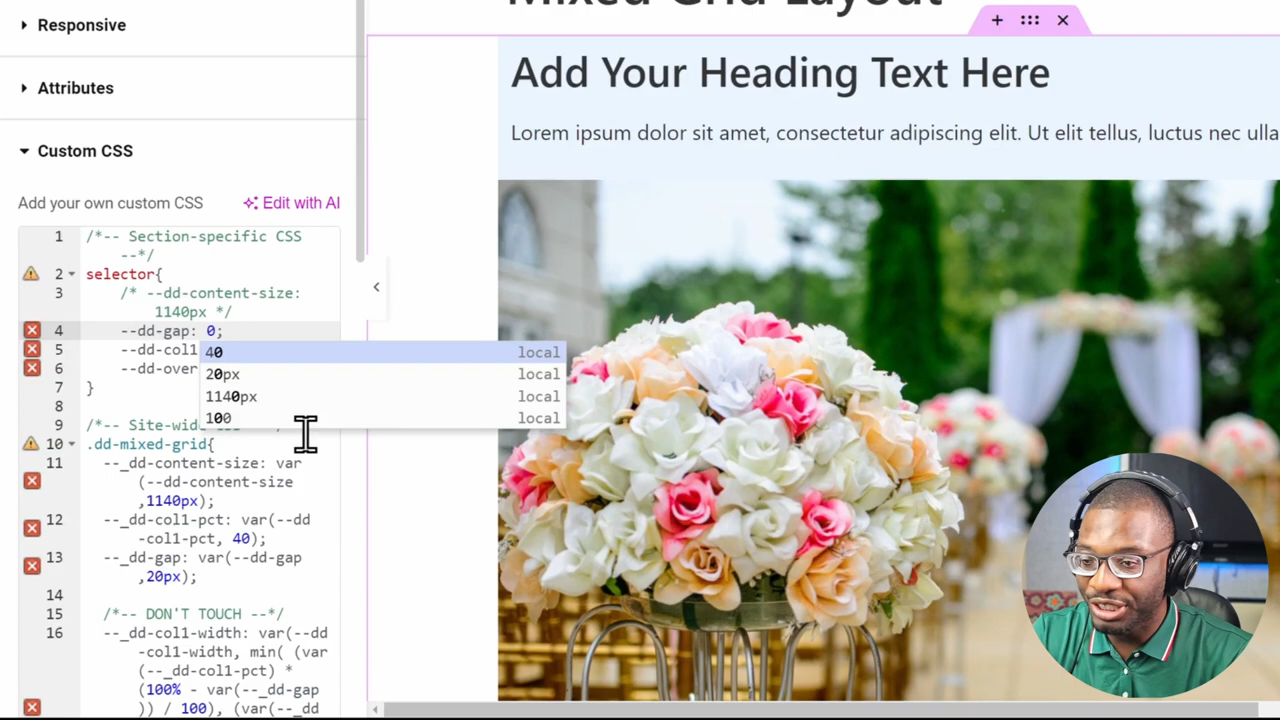 Responsive
Attributes
Custom CSS
Add your own custom CSS
Edit with AI
1 /*-- Section-specific CSS
--*/
2 selector{
3 /* --dd-content-size:
1140px */
4 --dd-gap: 0;
5 --dd-col1
6 --dd-over
7 }
8
9 /*-- Site-wid
10 .dd-mixed-grid{
11 --_dd-content-size: var
(--dd-content-size
,1140px);
12 --_dd-col1-pct: var(--dd
-col1-pct, 40);
13 --_dd-gap: var(--dd-gap
,20px);
14
15 /*-- DON'T TOUCH --*/
16 --_dd-col1-width: var(--dd
-col1-width, min( (var
(--_dd-col1-pct) *
(100% - var(--_dd-gap
)) / 100), (var(--_dd
40 local
20px local
1140px local
100 local
Mixed Grid Layout
Add Your Heading Text Here
Lorem ipsum dolor sit amet, consectetur adipiscing elit. Ut elit tellus, luctus nec ulla